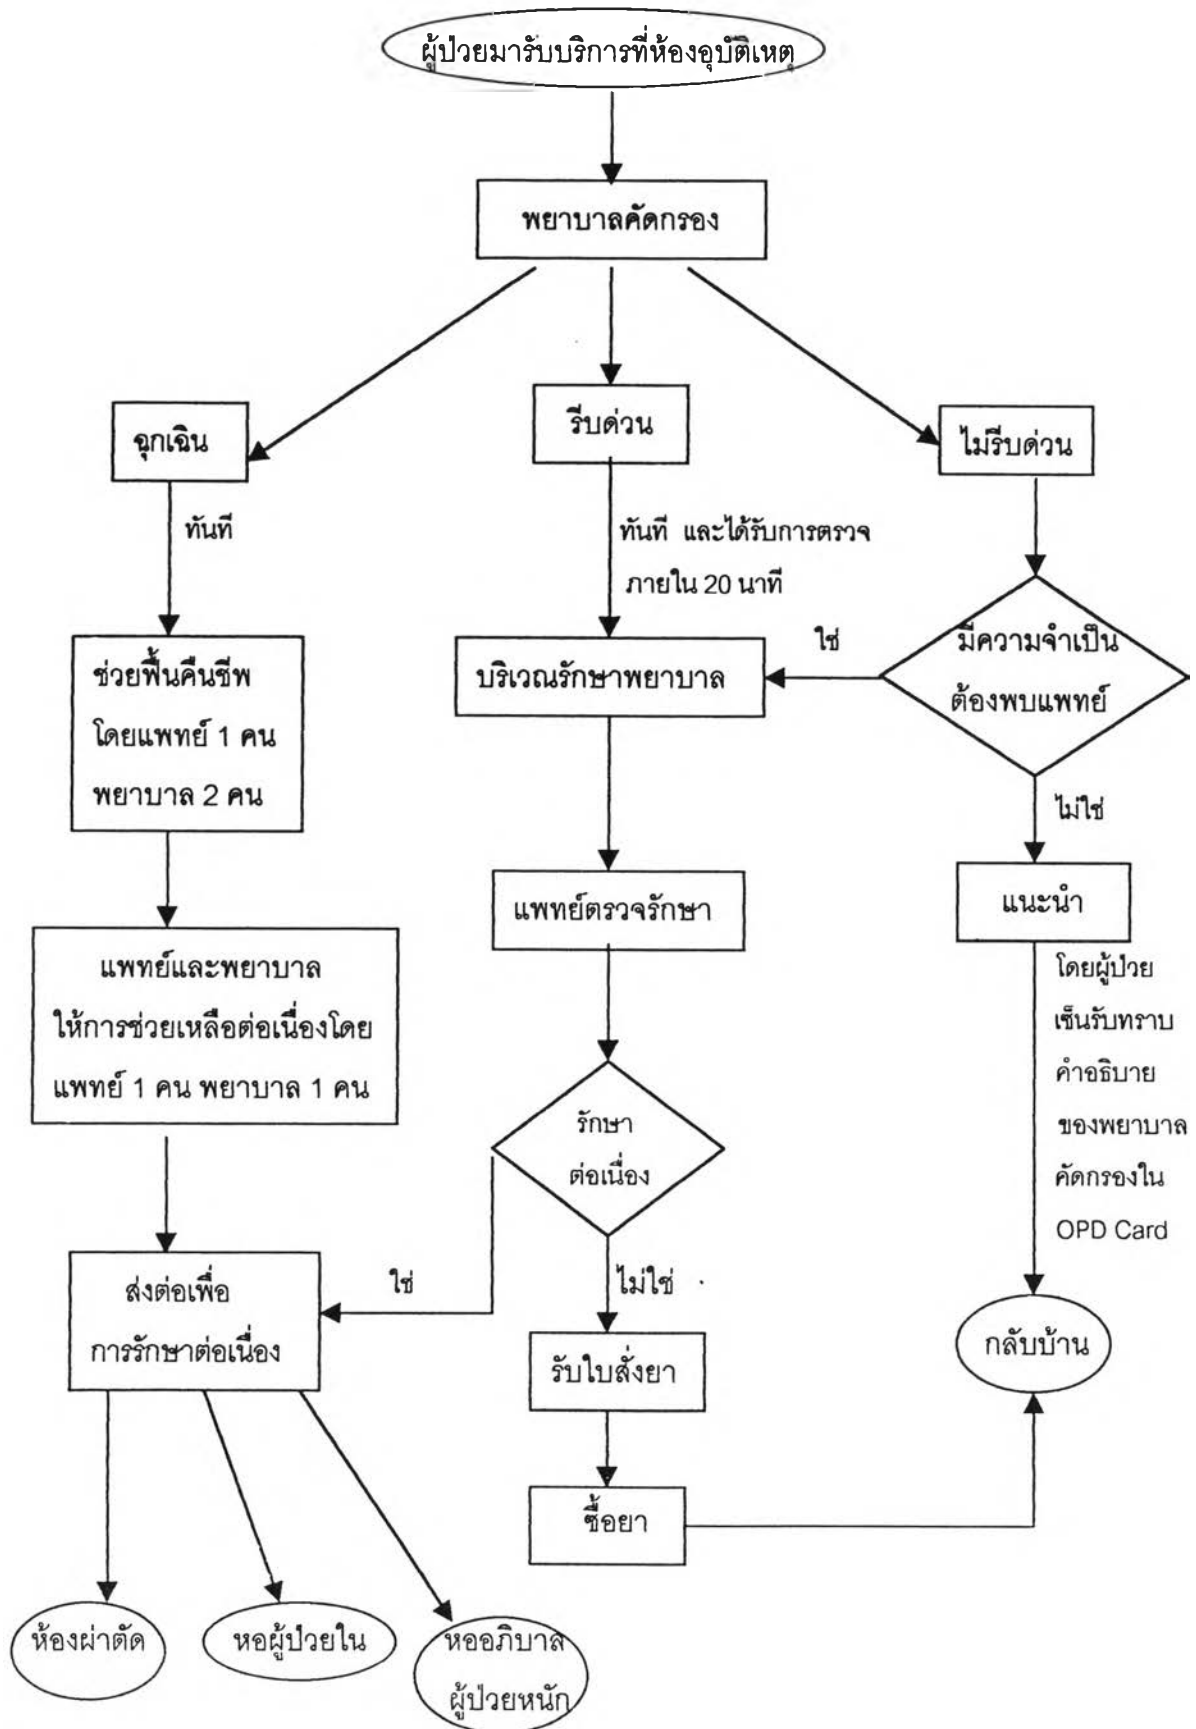 ผู้ป่วยมารับบริการที่ห้องอุบัติเหตุ
พยาบาลคัดกรอง
ฉุกเฉิน
รีบด่วน
ไม่รีบด่วน
ทันที
ทันที และได้รับการตรวจ
ภายใน 20 นาที
ช่วยฟื้นคืนชีพ
โดยแพทย์ 1 คน
พยาบาล 2 คน
บริเวณรักษาพยาบาล
ใช่
มีความจำเป็น
ต้องพบแพทย์
ไม่ใช่
แพทย์ตรวจรักษา
แนะนำ
แพทย์และพยาบาล
ให้การช่วยเหลือต่อเนื่องโดย
แพทย์ 1 คน พยาบาล 1 คน
โดยผู้ป่วย
เซ็นรับทราบ
คำอธิบาย
ของพยาบาล
คัดกรองใน
OPD Card
รักษา
ต่อเนื่อง
ใช่
ไม่ใช่
ส่งต่อเพื่อ
การรักษาต่อเนื่อง
รับใบสั่งยา
กลับบ้าน
ซื้อยา
ห้องผ่าตัด
หอผู้ป่วยใน
หออภิบาล
ผู้ป่วยหนัก